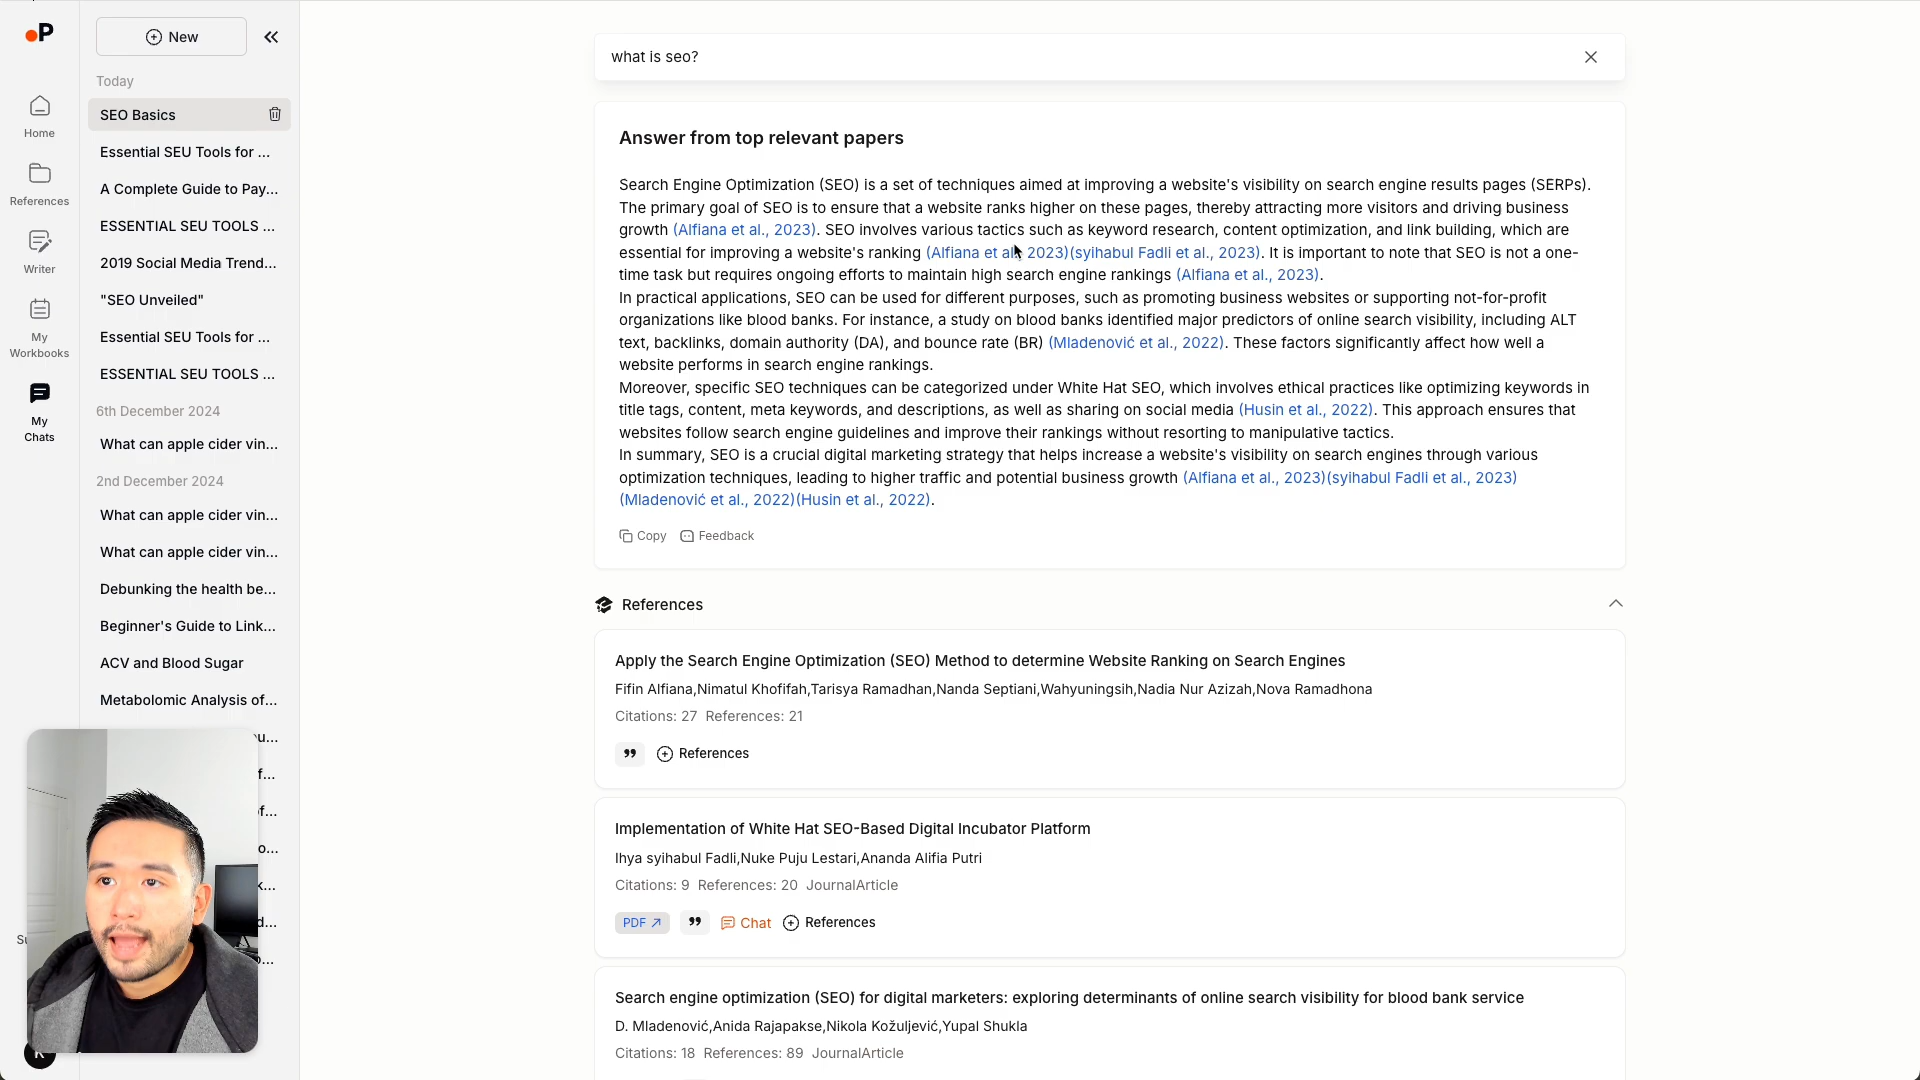 P
New
Today
SEO Basics
Essential SEU Tools for ...
A Complete Guide to Pay...
ESSENTIAL SEU TOOLS ...
2019 Social Media Trend...
"SEO Unveiled"
Essential SEU Tools for ...
ESSENTIAL SEU TOOLS ...
6th December 2024
What can apple cider vin...
2nd December 2024
What can apple cider vin...
What can apple cider vin...
Debunking the health be...
Beginner's Guide to Link...
ACV and Blood Sugar
Metabolomic Analysis of...
Home
References
Writer
My
Workbooks
My
Chats
what is seo?
Answer from top relevant papers
Search Engine Optimization (SEO) is a set of techniques aimed at improving a website's visibility on search engine results pages (SERPs).
The primary goal of SEO is to ensure that a website ranks higher on these pages, thereby attracting more visitors and driving business
growth (Alfiana et al., 2023). SEO involves various tactics such as keyword research, content optimization, and link building, which are
essential for improving a website's ranking (Alfiana et al., 2023)(syihabul Fadli et al., 2023). It is important to note that SEO is not a one-
time task but requires ongoing efforts to maintain high search engine rankings (Alfiana et al., 2023).
In practical applications, SEO can be used for different purposes, such as promoting business websites or supporting not-for-profit
organizations like blood banks. For instance, a study on blood banks identified major predictors of online search visibility, including ALT
text, backlinks, domain authority (DA), and bounce rate (BR) (Mladenović et al., 2022). These factors significantly affect how well a
website performs in search engine rankings.
Moreover, specific SEO techniques can be categorized under White Hat SEO, which involves ethical practices like optimizing keywords in
title tags, content, meta keywords, and descriptions, as well as sharing on social media (Husin et al., 2022). This approach ensures that
websites follow search engine guidelines and improve their rankings without resorting to manipulative tactics.
In summary, SEO is a crucial digital marketing strategy that helps increase a website's visibility on search engines through various
optimization techniques, leading to higher traffic and potential business growth (Alfiana et al., 2023)(syihabul Fadli et al., 2023)
(Mladenović et al., 2022)(Husin et al., 2022).
Copy Feedback
References
Apply the Search Engine Optimization (SEO) Method to determine Website Ranking on Search Engines
Fifin Alfiana,Nimatul Khofifah,Tarisya Ramadhan,Nanda Septiani,Wahyuningsih,Nadia Nur Azizah,Nova Ramadhona
Citations: 27 References: 21
References
Implementation of White Hat SEO-Based Digital Incubator Platform
Ihya syihabul Fadli,Nuke Puju Lestari,Ananda Alifia Putri
Citations: 9 References: 20 JournalArticle
PDF Chat References
Search engine optimization (SEO) for digital marketers: exploring determinants of online search visibility for blood bank service
D. Mladenović,Anida Rajapakse,Nikola Kožuljević,Yupal Shukla
Citations: 18 References: 89 JournalArticle